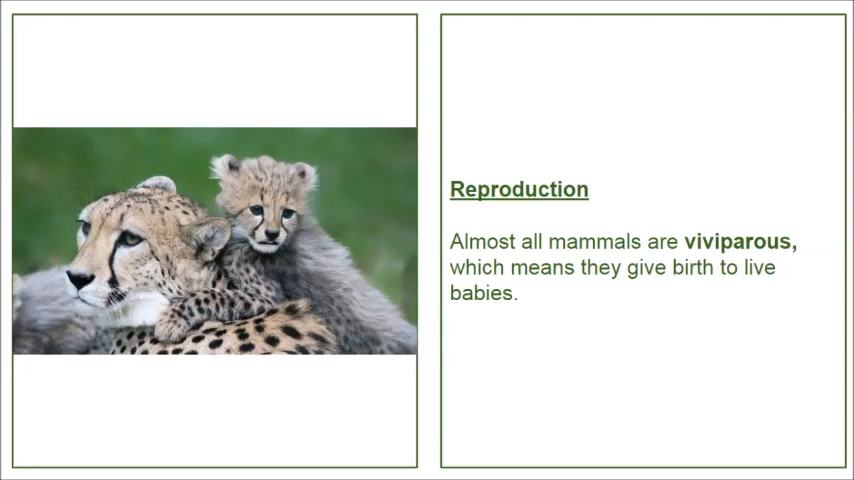 Reproduction
Almost all mammals are viviparous,
which means they give birth to live
babies.